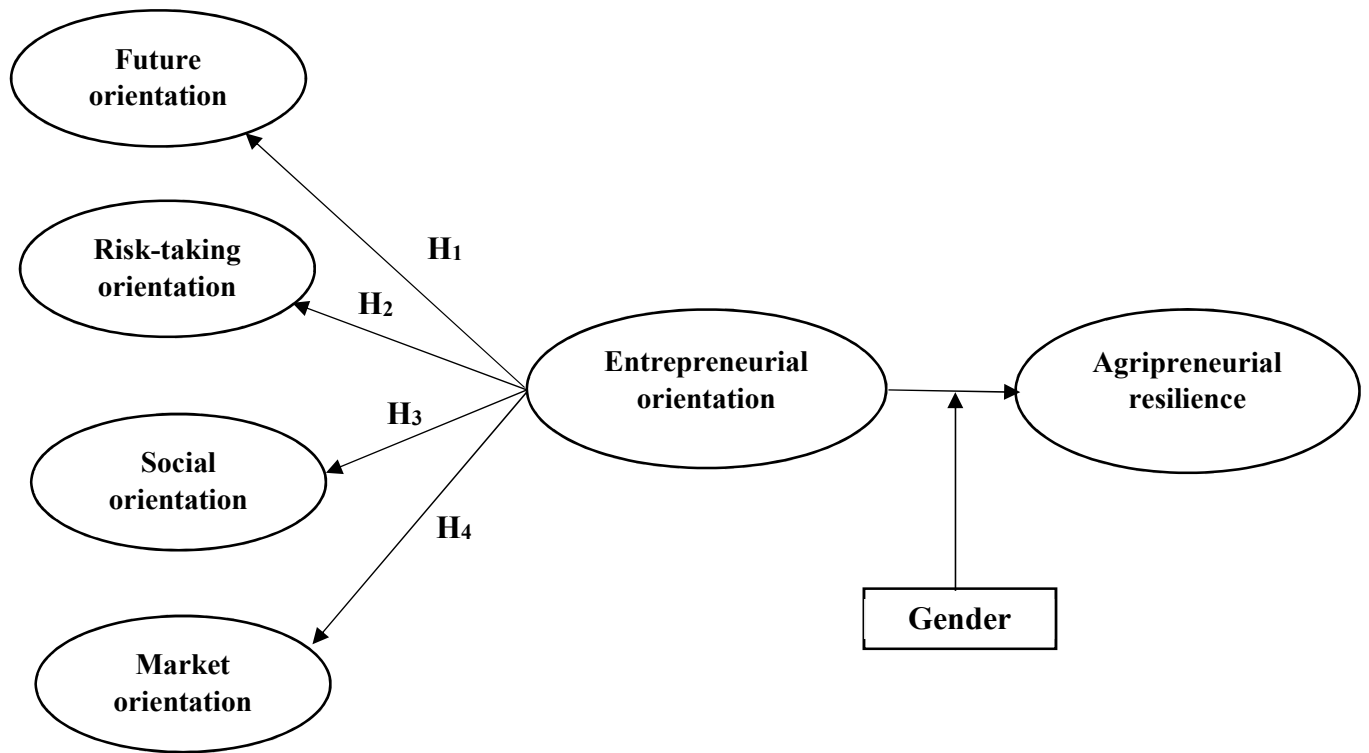 Future
orientation
Risk-taking
orientation
H1
H2
Entrepreneurial
orientation
Agripreneurial
resilience
H3
Social
orientation
H4
Gender
Market
orientation